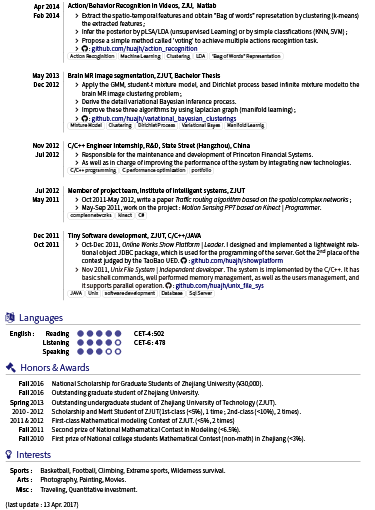 Apr 2014 Action/Behavior Recognition in Videos, ZJU, Matlab
Feb 2014 > Extract the spatio-temporal features and obtain "Bag of words" represetation by clustering (k-means)
the extracted features;
> Infer the posterior by pLSA/LDA (unsupervised Learning) or by simple classfications (KNN, SVM) ;
> Propose a simple method called 'voting' to achieve multiple actions recognition task.
> : github.com/huajh/action_recognition
Action Recognition Machine Learning Clustering LDA "Bag of Words" Representation
May 2013 Brain MR image segmentation, ZJUT, Bachelor Thesis
Dec 2012 > Apply the GMM, student-t mixture model, and Dirichlet process based infinite mixture model to the
brain MR image clustering problem;
> Derive the detail variational Bayesian inference process.
> Improve these three algorithms by using laplacian graph (manifold learning) ;
> : github.com/huajh/variational_bayesian_clusterings
Mixture Model Clustering Dirichlet Process Variational Bayes Manifold Learnig
Nov 2012 C/C++ Engineer Internship, R&D, State Street (Hangzhou), China
Jul 2012 > Responsible for the maintenance and development of Princeton Financial Systems.
> As well as in charge of improving the performance of the system by integrating new technologies.
C/C++ programming C performance optimisation portfolio
Jul 2012 Member of project team, Institute of Intelligent systems, ZJUT
May 2011 > Oct 2011-May 2012, write a paper Traffic routing algorithm based on the spatial complex networks ;
> May-Sep 2011, work on the project : Motion Sensing PPT based on Kinect | Programmer.
complex networks kinect C#
Dec 2011 Tiny Software development, ZJUT, C/C++/JAVA
Oct 2011 > Oct-Dec 2011, Online Works Show Platform | Leader. I designed and implemented a lightweight rela-
tional object JDBC package, which is used for the programming of the server. Got the 2nd place of the
contest judged by the TaoBao UED. : github.com/huajh/showplatform
> Nov 2011, Unix File System | Independent developer. The system is implemented by the C/C++. It has
basic shell commands, well performing memory management, as well as the users management, and
it supports parallel operation. : github.com/huajh/unix_file_sys
JAVA Unix software development Database Sql Server
Languages
English : Reading CET-4 : 502
Listening CET-6 : 478
Speaking
Honors & Awards
Fall 2016 National Scholarship for Graduate Students of Zhejiang University (¥30,000).
Fall 2016 Outstanding graduate student of Zhejiang University.
Spring 2013 Outstanding undergraduate student of Zhejiang University of Technology (ZJUT).
2010 - 2012 Scholarship and Merit Student of ZJUT (1st-class (<5%), 1 time ; 2nd-class (<10%), 2 times).
2011 & 2012 First-class Mathematical modeling Contest of ZJUT. (<5%, 2 times)
Fall 2011 Second prize of National Mathematical Contest in Modeling (<6.5%).
Fall 2010 First prize of National college students Mathematical Contest (non-math) in Zhejiang (<3%).
Interests
Sports : Basketball, Football, Climbing, Extreme sports, Wilderness survival.
Arts : Photography, Painting, Movies.
Misc : Traveling, Quantitative investment.
(last update : 13 Apr. 2017)